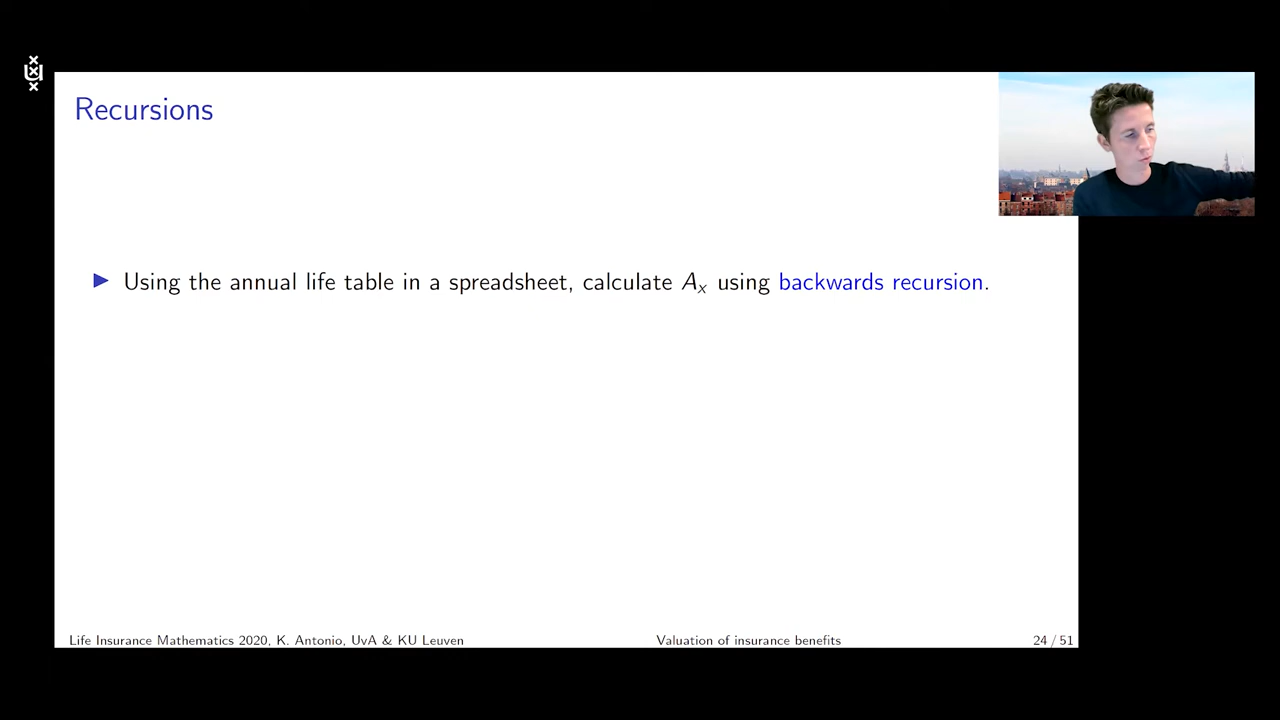 Recursions
Using the annual life table in a spreadsheet, calculate Aₓ using backwards recursion.
Life Insurance Mathematics 2020, K. Antonio, UvA & KU Leuven Valuation of insurance benefits 24 / 51